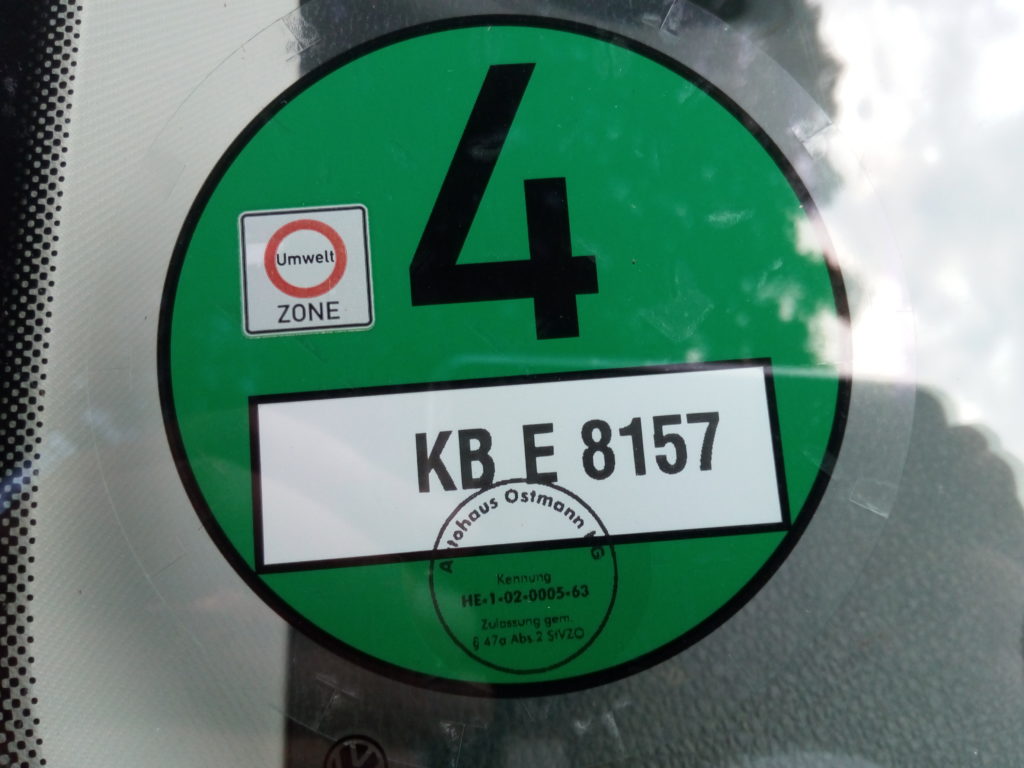 4
Umwelt
ZONE
KB E 8157
Autohaus Ostmann KG
Kennung
HE-1-02-0005-63
Zulassung gem.
§ 47a Abs.2 StVZO